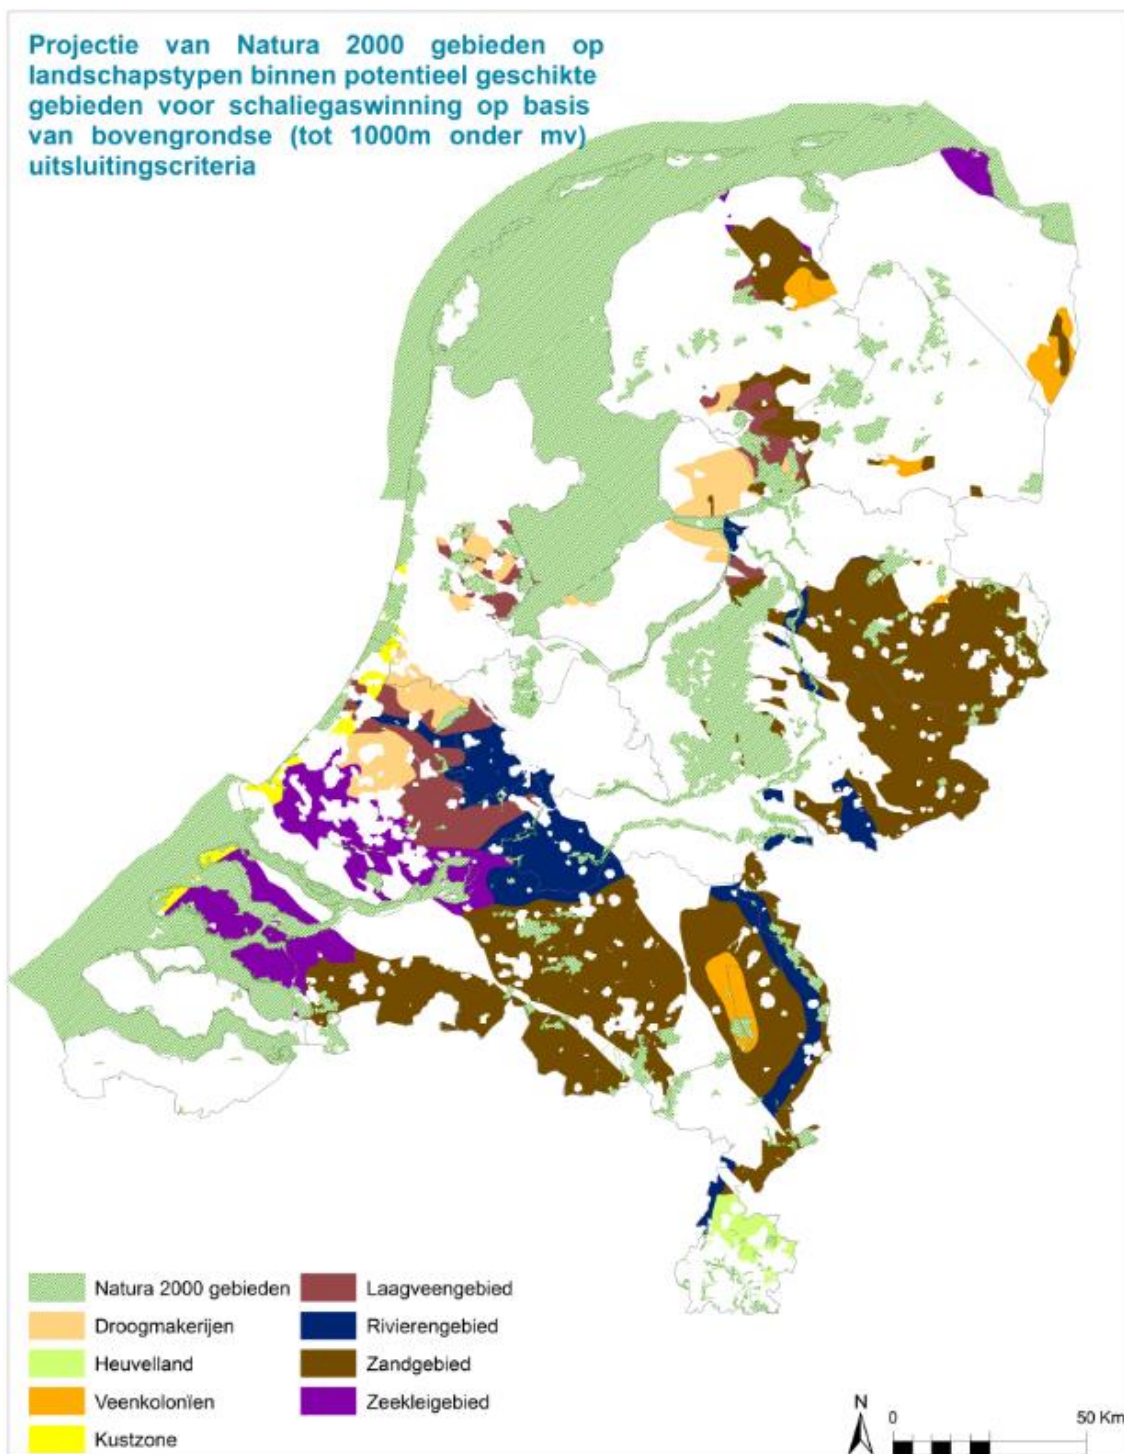 Projectie van Natura 2000 gebieden op
landschapstypen binnen potentieel geschikte
gebieden voor schaliegaswinning op basis
van bovengrondse (tot 1000m onder mv)
uitsluitingscriteria
Natura 2000 gebieden
Droogmakerijen
Heuvelland
Veenkolonïen
Kustzone
Laagveengebied
Rivierengebied
Zandgebied
Zeekleigebied
N
0 50 Km